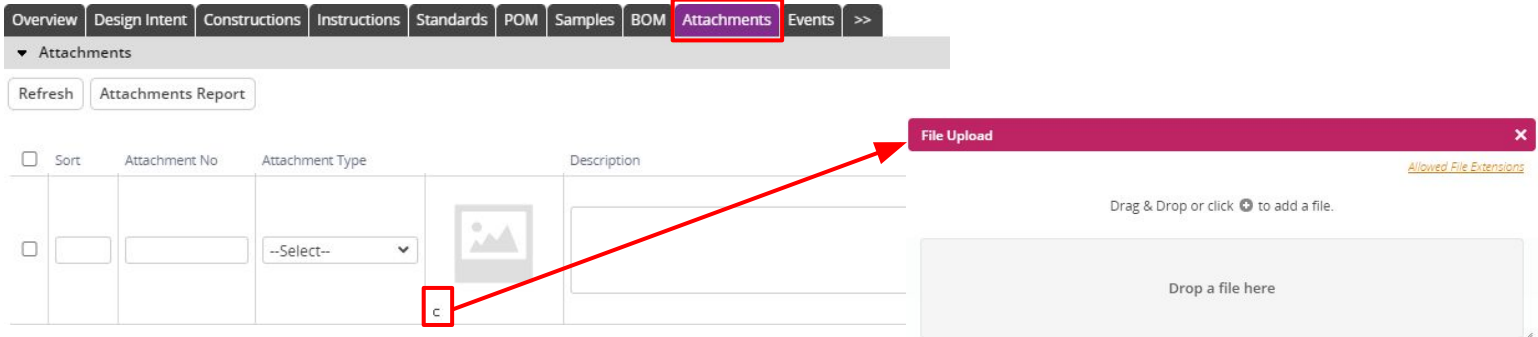 Overview Design Intent Constructions Instructions Standards POM Samples BOM Attachments Events >>
Attachments
Refresh Attachments Report
File Upload
Sort Attachment No Attachment Type Description
Allowed File Extensions
Drag & Drop or click to add a file.
--Select--
Drop a file here
c